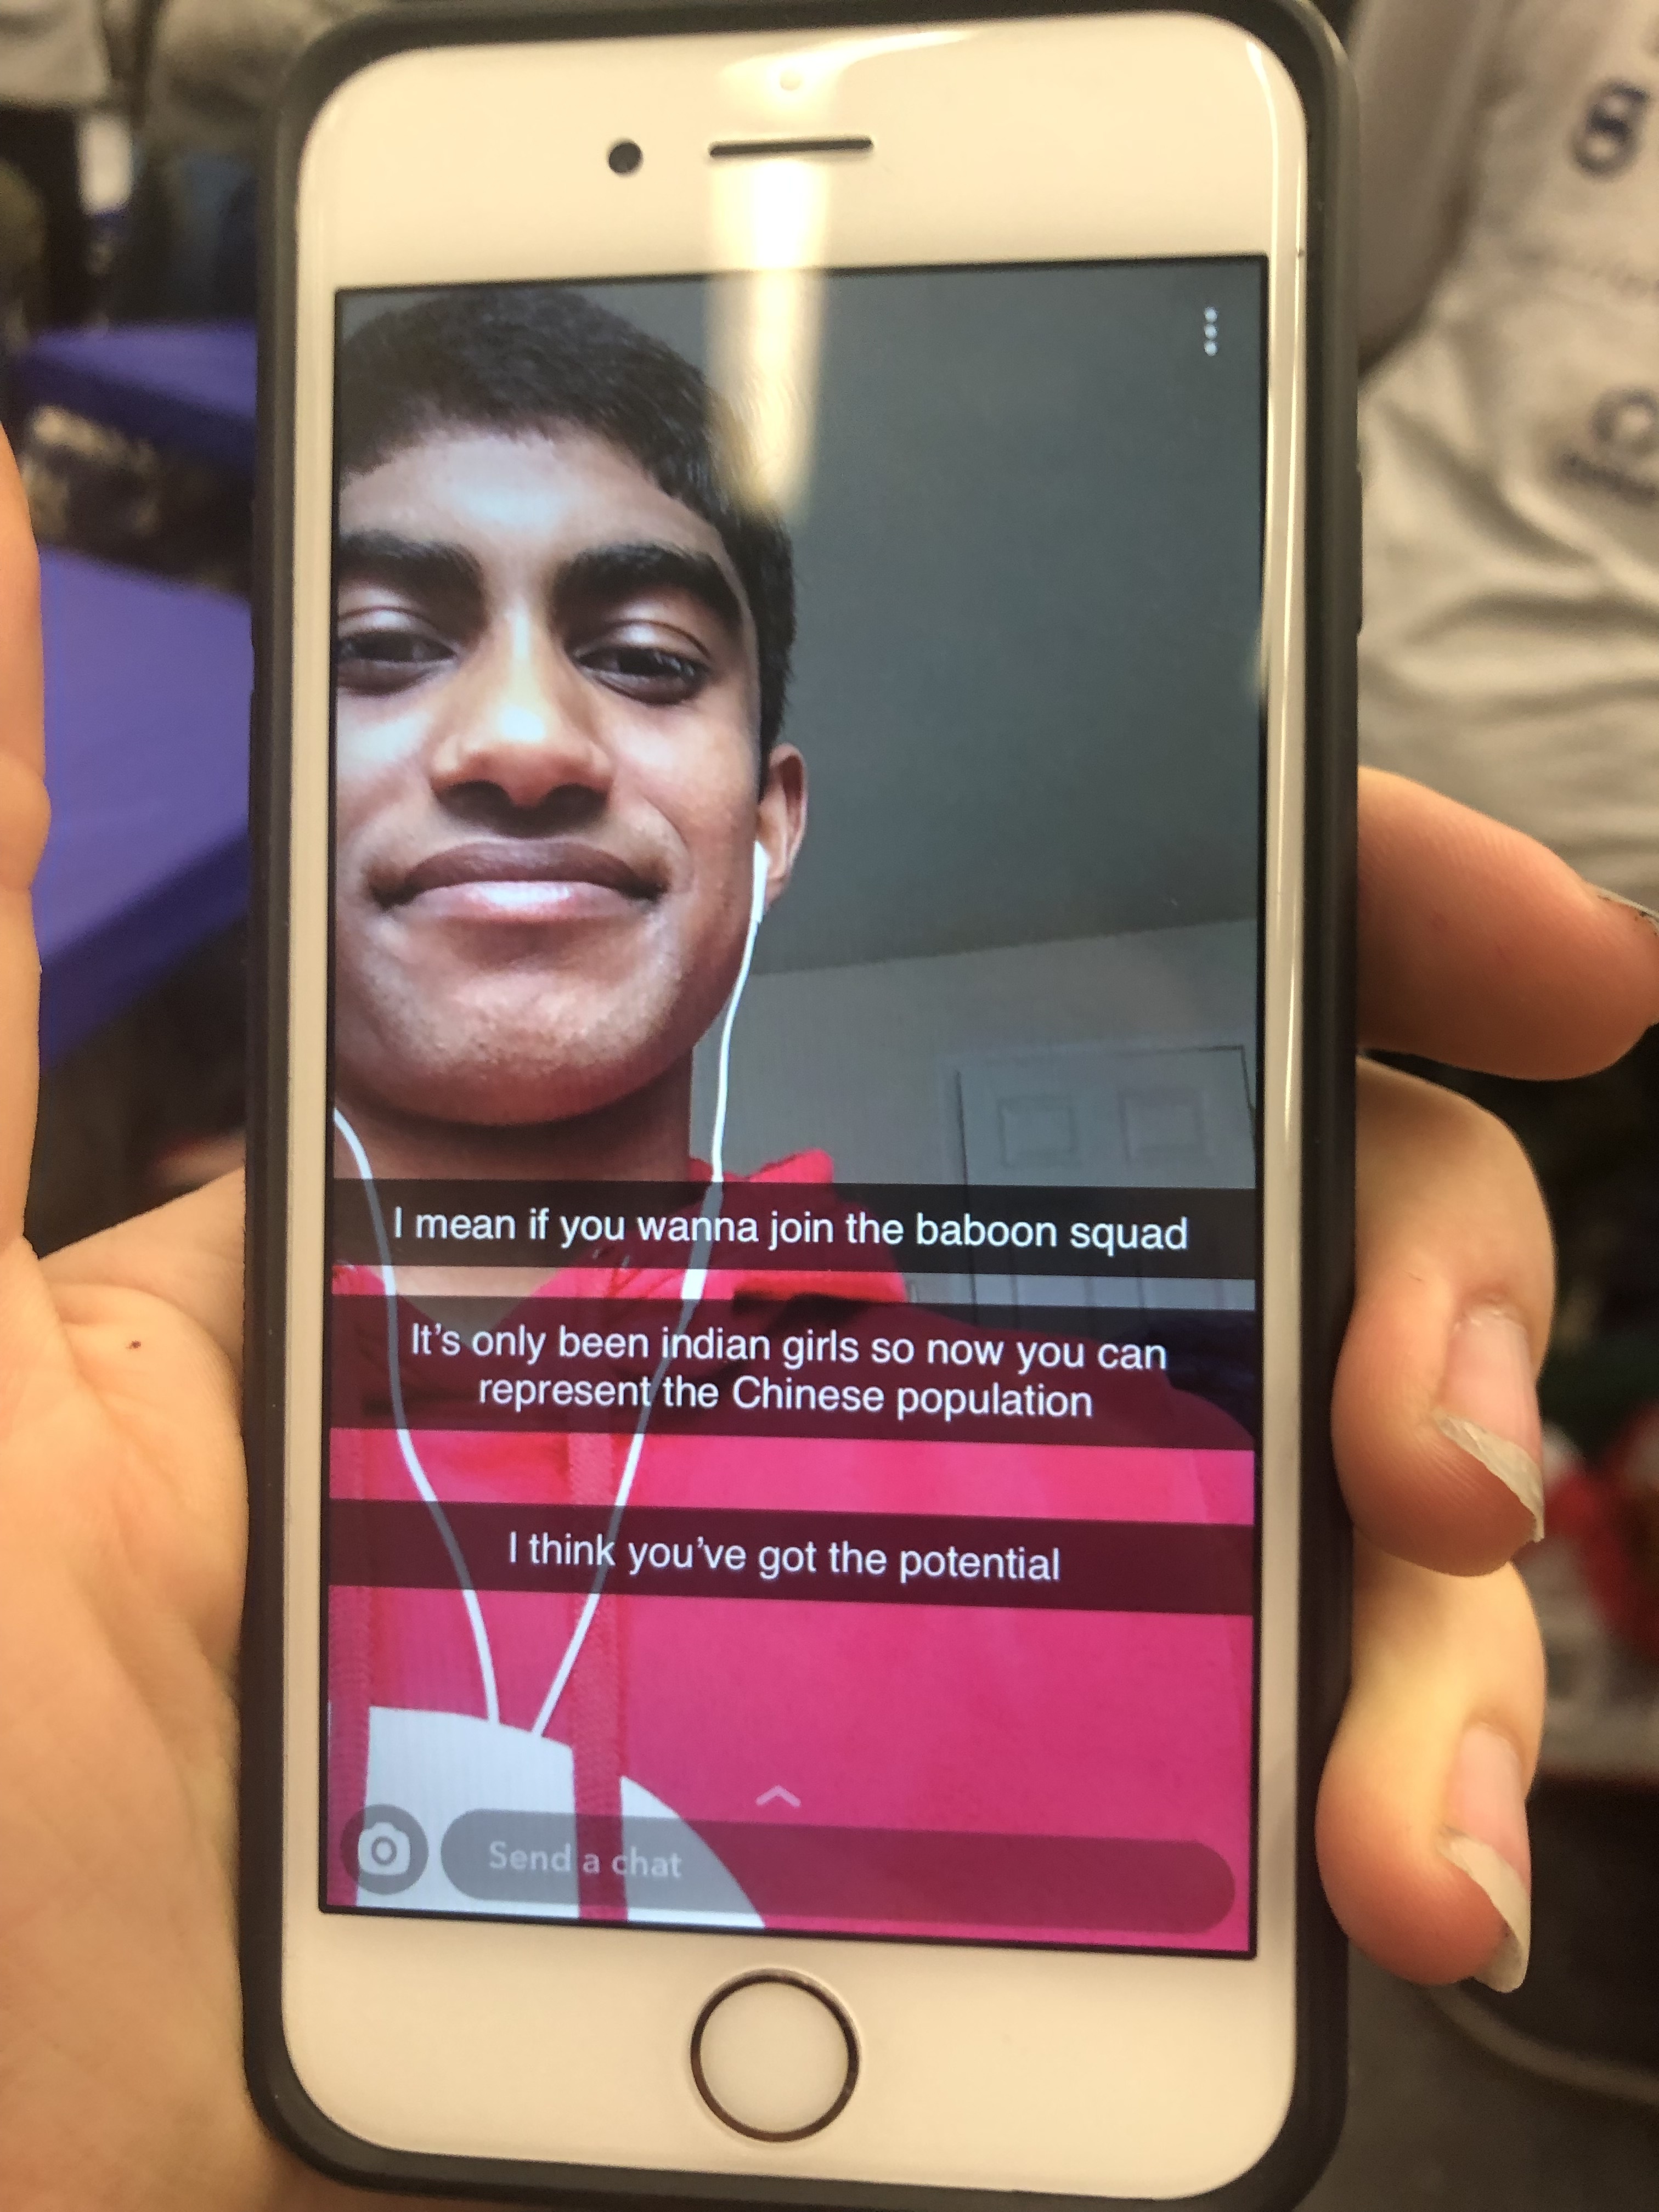 8
I mean if you wanna join the baboon squad
It's only been indian girls so now you can
represent the Chinese population
I think you've got the potential
Send a chat